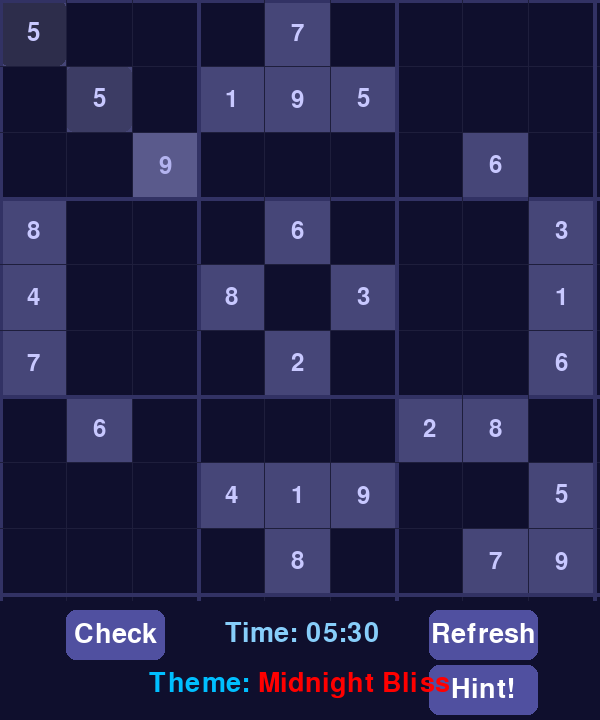 5 7
5 1 9 5
9 6
8 6 3
4 8 3 1
7 2 6
6 2 8
4 1 9 5
8 7 9
Check Time: 05:30 Refresh
Theme: Midnight Bliss Hint!